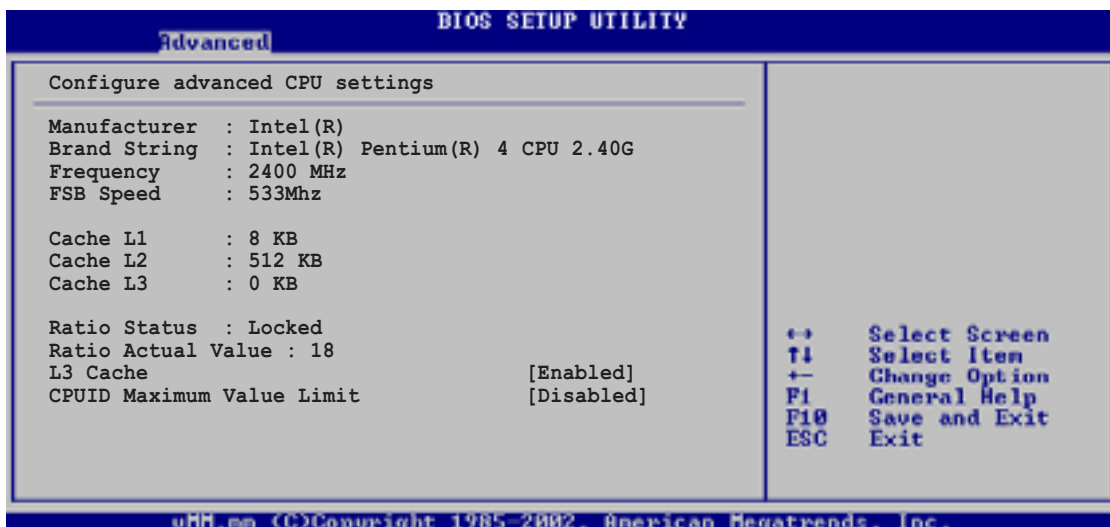 BIOS SETUP UTILITY
Advanced
Configure advanced CPU settings
Manufacturer : Intel(R)
Brand String : Intel(R) Pentium(R) 4 CPU 2.40G
Frequency : 2400 MHz
FSB Speed : 533Mhz
Cache L1 : 8 KB
Cache L2 : 512 KB
Cache L3 : 0 KB
Ratio Status : Locked
Ratio Actual Value : 18
L3 Cache [Enabled]
CPUID Maximum Value Limit [Disabled]
←→ Select Screen
↑↓ Select Item
+- Change Option
F1 General Help
F10 Save and Exit
ESC Exit
vMM.mm (C)Copyright 1985-2002, American Megatrends, Inc.